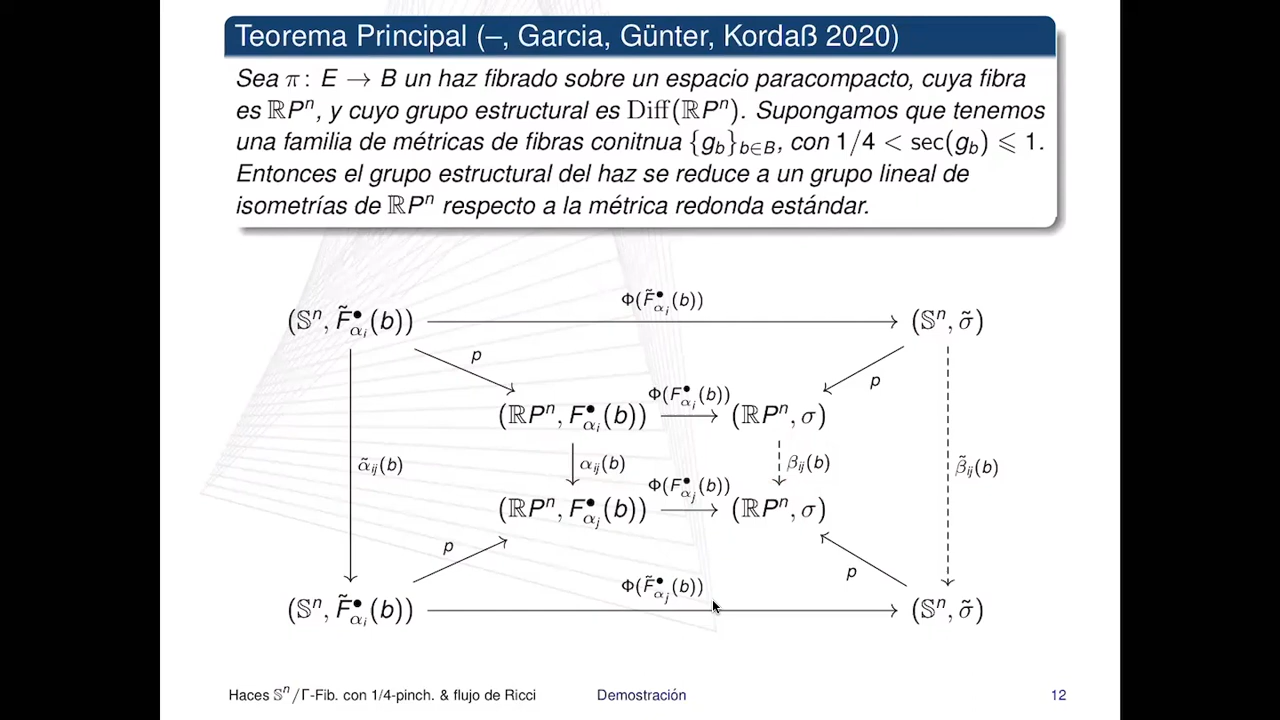 Teorema Principal (–, Garcia, Günter, Kordaß 2020)
Sea π: E → B un haz fibrado sobre un espacio paracompacto, cuya fibra
es ℝPⁿ, y cuyo grupo estructural es Diff(ℝPⁿ). Supongamos que tenemos
una familia de métricas de fibras conitnua {g_b}_{b∈B}, con 1/4 < sec(g_b) ⩽ 1.
Entonces el grupo estructural del haz se reduce a un grupo lineal de
isometrías de ℝPⁿ respecto a la métrica redonda estándar.
Φ(F̃•_{α_j}(b))
(𝕊ⁿ, F̃•_{α_i}(b)) (𝕊ⁿ, σ̃)
p p
Φ(F•_{α_i}(b))
(ℝPⁿ, F•_{α_i}(b)) (ℝPⁿ, σ)
α̃_{ij}(b) α_{ij}(b) β_{ij}(b) β̃_{ij}(b)
Φ(F•_{α_j}(b))
(ℝPⁿ, F•_{α_j}(b)) (ℝPⁿ, σ)
p p
Φ(F̃•_{α_j}(b))
(𝕊ⁿ, F̃•_{α_i}(b)) (𝕊ⁿ, σ̃)
Haces 𝕊ⁿ/Γ-Fib. con 1/4-pinch. & flujo de Ricci Demostración 12